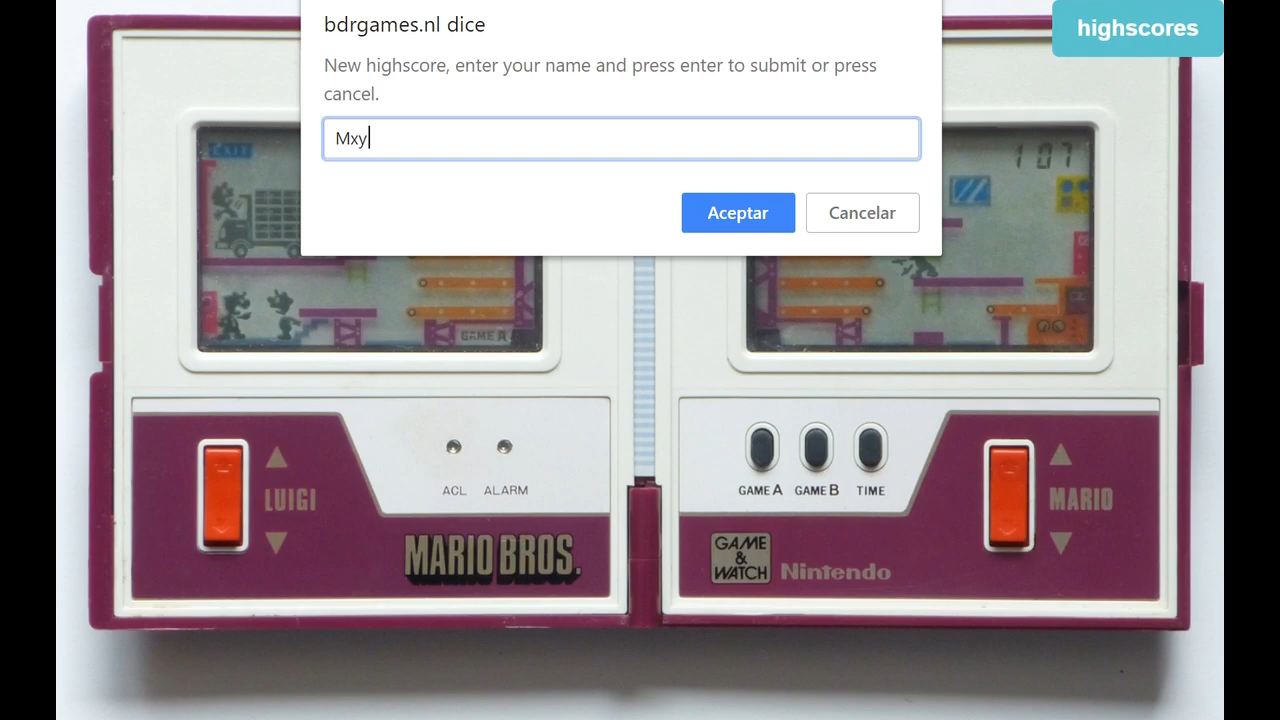 bdrgames.nl dice
highscores
New highscore, enter your name and press enter to submit or press
cancel.
Mxy
Aceptar
Cancelar
107
GAME A
ACL
ALARM
GAME A
GAME B
TIME
LUIGI
MARIO
MARIO BROS.
GAME
&
WATCH
Nintendo